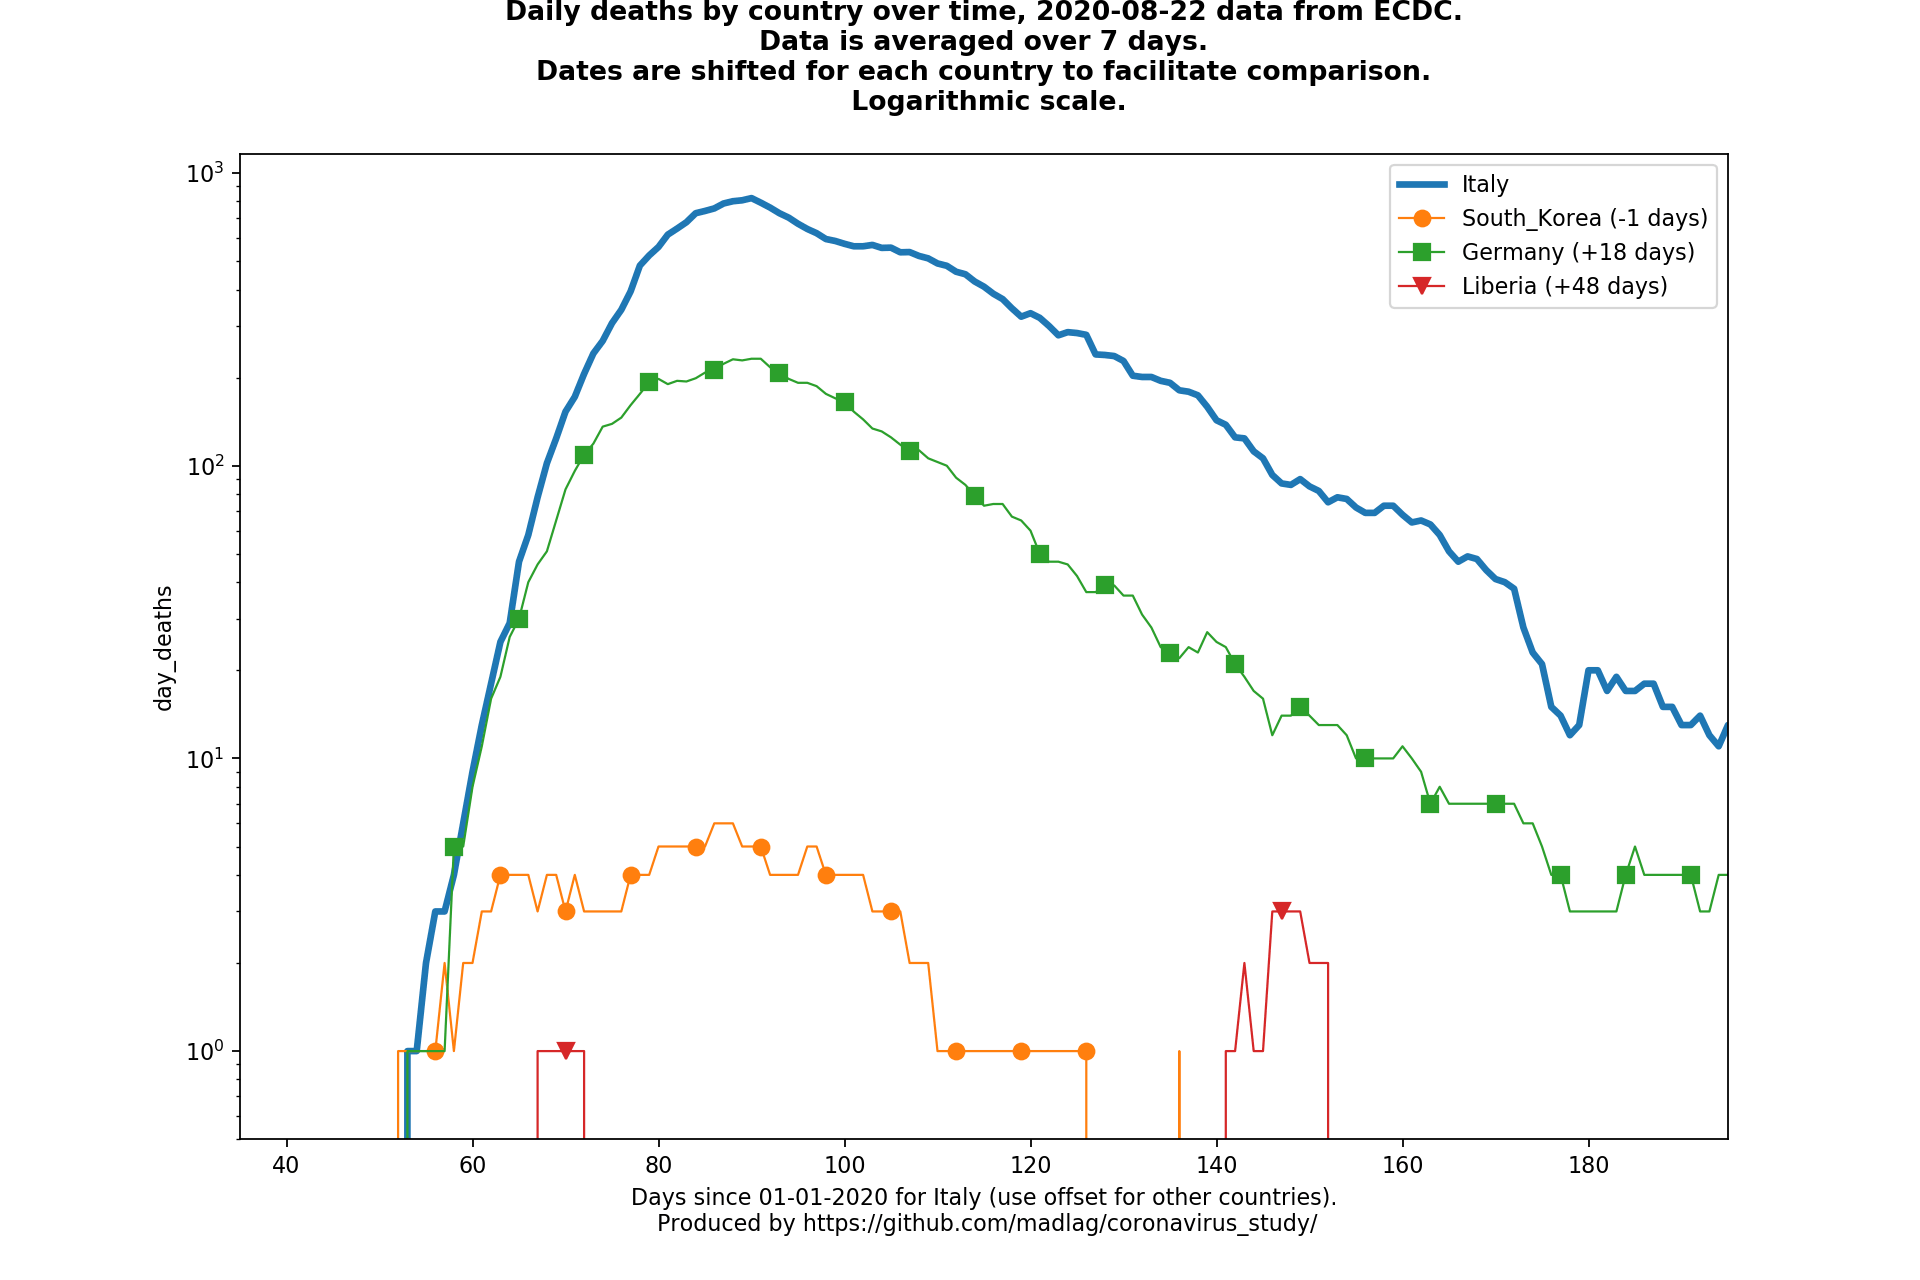 Daily deaths by country over time, 2020-08-22 data from ECDC.
Data is averaged over 7 days.
Dates are shifted for each country to facilitate comparison.
Logarithmic scale.
10³
10²
10¹
10⁰
day_deaths
Italy
South_Korea (-1 days)
Germany (+18 days)
Liberia (+48 days)
40 60 80 100 120 140 160 180
Days since 01-01-2020 for Italy (use offset for other countries).
Produced by https://github.com/madlag/coronavirus_study/